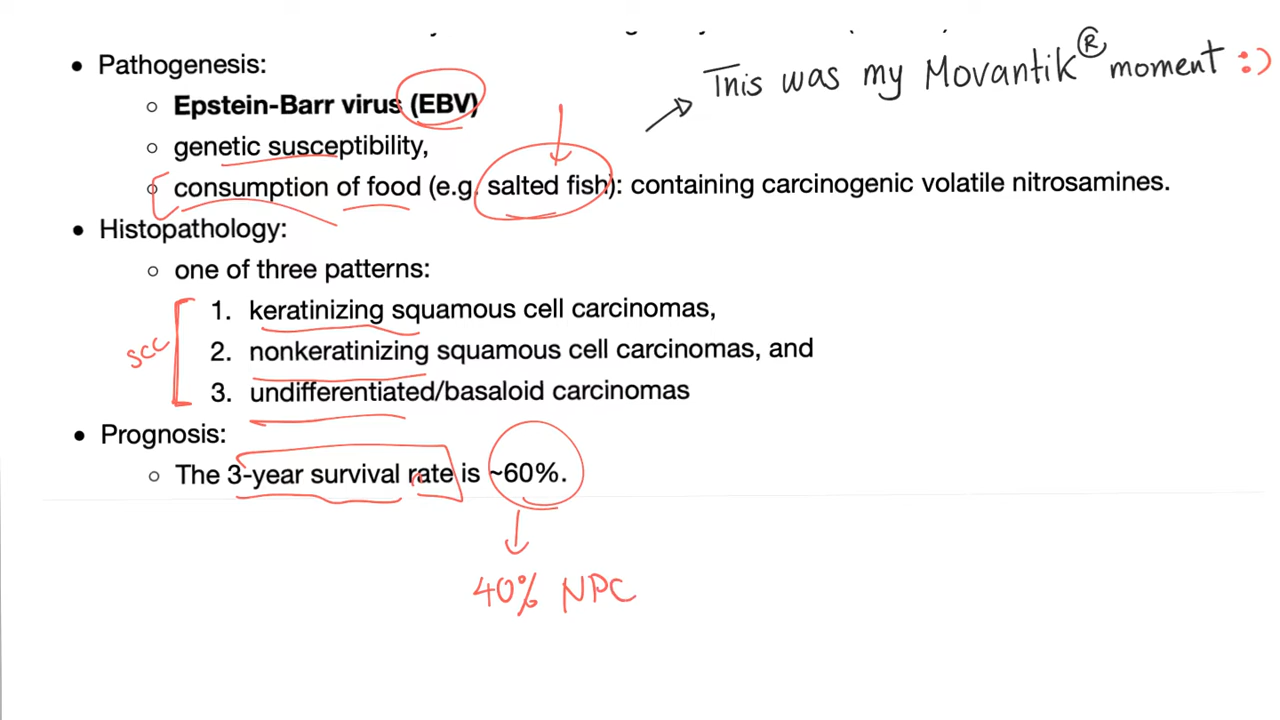 This was my Movantik® moment :)
• Pathogenesis:
○ Epstein-Barr virus (EBV)
○ genetic susceptibility,
○ consumption of food (e.g. salted fish): containing carcinogenic volatile nitrosamines.
• Histopathology:
○ one of three patterns:
1. keratinizing squamous cell carcinomas,
SCC
2. nonkeratinizing squamous cell carcinomas, and
3. undifferentiated/basaloid carcinomas
• Prognosis:
○ The 3-year survival rate is ~60%.
40% NPC